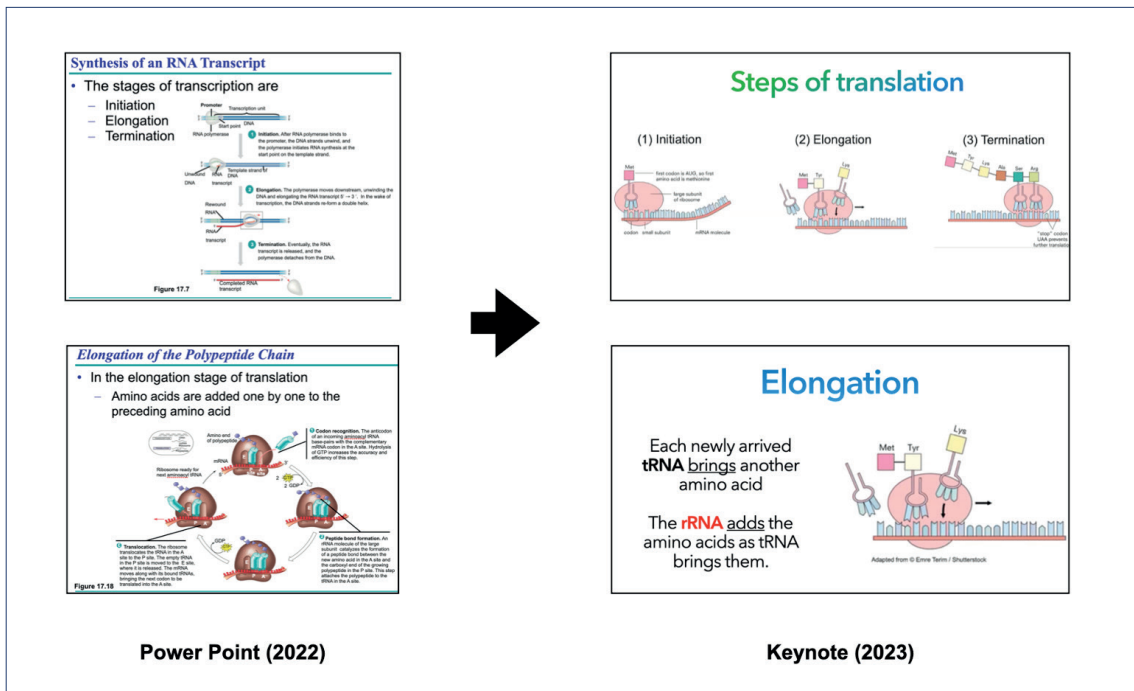 Synthesis of an RNA Transcript
• The stages of transcription are
– Initiation
– Elongation
– Termination
Promoter
Transcription unit
Start point
DNA
RNA polymerase
1 Initiation. After RNA polymerase binds to
the promoter, the DNA strands unwind, and
the polymerase initiates RNA synthesis at the
start point on the template strand.
Unwound
DNA
RNA
transcript
Template strand of
DNA
2 Elongation. The polymerase moves downstream, unwinding the
DNA and elongating the RNA transcript 5' → 3'. In the wake of
transcription, the DNA strands re-form a double helix.
Rewound
RNA
RNA
transcript
3 Termination. Eventually, the RNA
transcript is released, and the
polymerase detaches from the DNA.
Completed RNA
transcript
Figure 17.7
Elongation of the Polypeptide Chain
• In the elongation stage of translation
– Amino acids are added one by one to the
preceding amino acid
Amino end
of polypeptide
mRNA
1 Codon recognition. The anticodon
of an incoming aminoacyl tRNA
base-pairs with the complementary
mRNA codon in the A site. Hydrolysis
of GTP increases the accuracy and
efficiency of this step.
Ribosome ready for
next aminoacyl tRNA
2 GTP
2 GDP
2 Peptide bond formation. An
rRNA molecule of the large
subunit catalyzes the formation
of a peptide bond between the
new amino acid in the A site and
the carboxyl end of the growing
polypeptide in the P site. This step
attaches the polypeptide to the
tRNA in the A site.
GDP
3 Translocation. The ribosome
translocates the tRNA in the A
site to the P site. The empty tRNA
in the P site is moved to the E site,
where it is released. The mRNA
moves along with its bound tRNAs,
bringing the next codon to be
translated into the A site.
Figure 17.18
Power Point (2022)
Steps of translation
(1) Initiation
(2) Elongation
(3) Termination
Met
first codon is AUG, so first
amino acid is methionine
large subunit
of ribosome
codon
small subunit
mRNA molecule
Met
Tyr
Lys
Met
Tyr
Lys
Ala
Ser
Arg
"stop" codon
UAA prevents
further translatio
Elongation
Each newly arrived
tRNA brings another
amino acid
The rRNA adds the
amino acids as tRNA
brings them.
Met
Tyr
Lys
Adapted from © Emre Terim / Shutterstock
Keynote (2023)